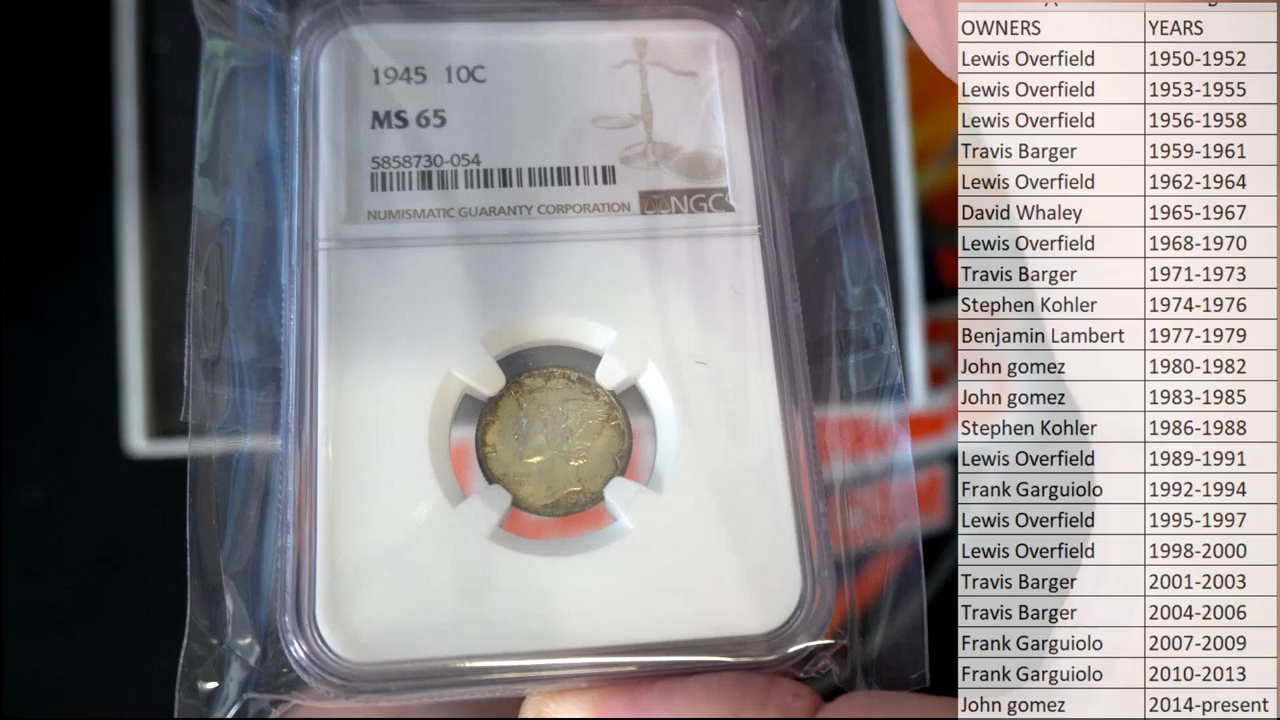 1945 10C
MS 65
5858730-054
NUMISMATIC GUARANTY CORPORATION NGC
OWNERS YEARS
Lewis Overfield 1950-1952
Lewis Overfield 1953-1955
Lewis Overfield 1956-1958
Travis Barger 1959-1961
Lewis Overfield 1962-1964
David Whaley 1965-1967
Lewis Overfield 1968-1970
Travis Barger 1971-1973
Stephen Kohler 1974-1976
Benjamin Lambert 1977-1979
John gomez 1980-1982
John gomez 1983-1985
Stephen Kohler 1986-1988
Lewis Overfield 1989-1991
Frank Garguiolo 1992-1994
Lewis Overfield 1995-1997
Lewis Overfield 1998-2000
Travis Barger 2001-2003
Travis Barger 2004-2006
Frank Garguiolo 2007-2009
Frank Garguiolo 2010-2013
John gomez 2014-present